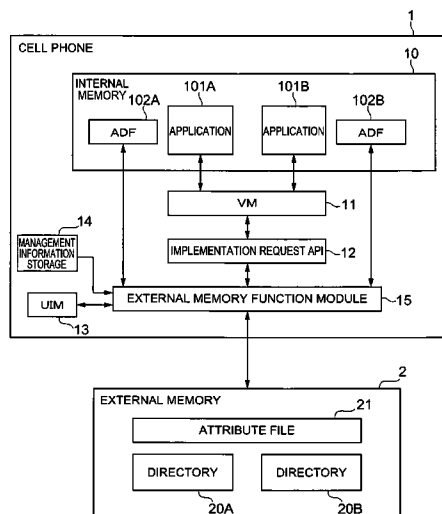 1
CELL PHONE
10
INTERNAL
MEMORY
101A
101B
102A
102B
ADF
APPLICATION
APPLICATION
ADF
VM
11
14
MANAGEMENT
INFORMATION
STORAGE
IMPLEMENTATION REQUEST API
12
UIM
13
EXTERNAL MEMORY FUNCTION MODULE
15
2
EXTERNAL MEMORY
21
ATTRIBUTE FILE
DIRECTORY
DIRECTORY
20A
20B